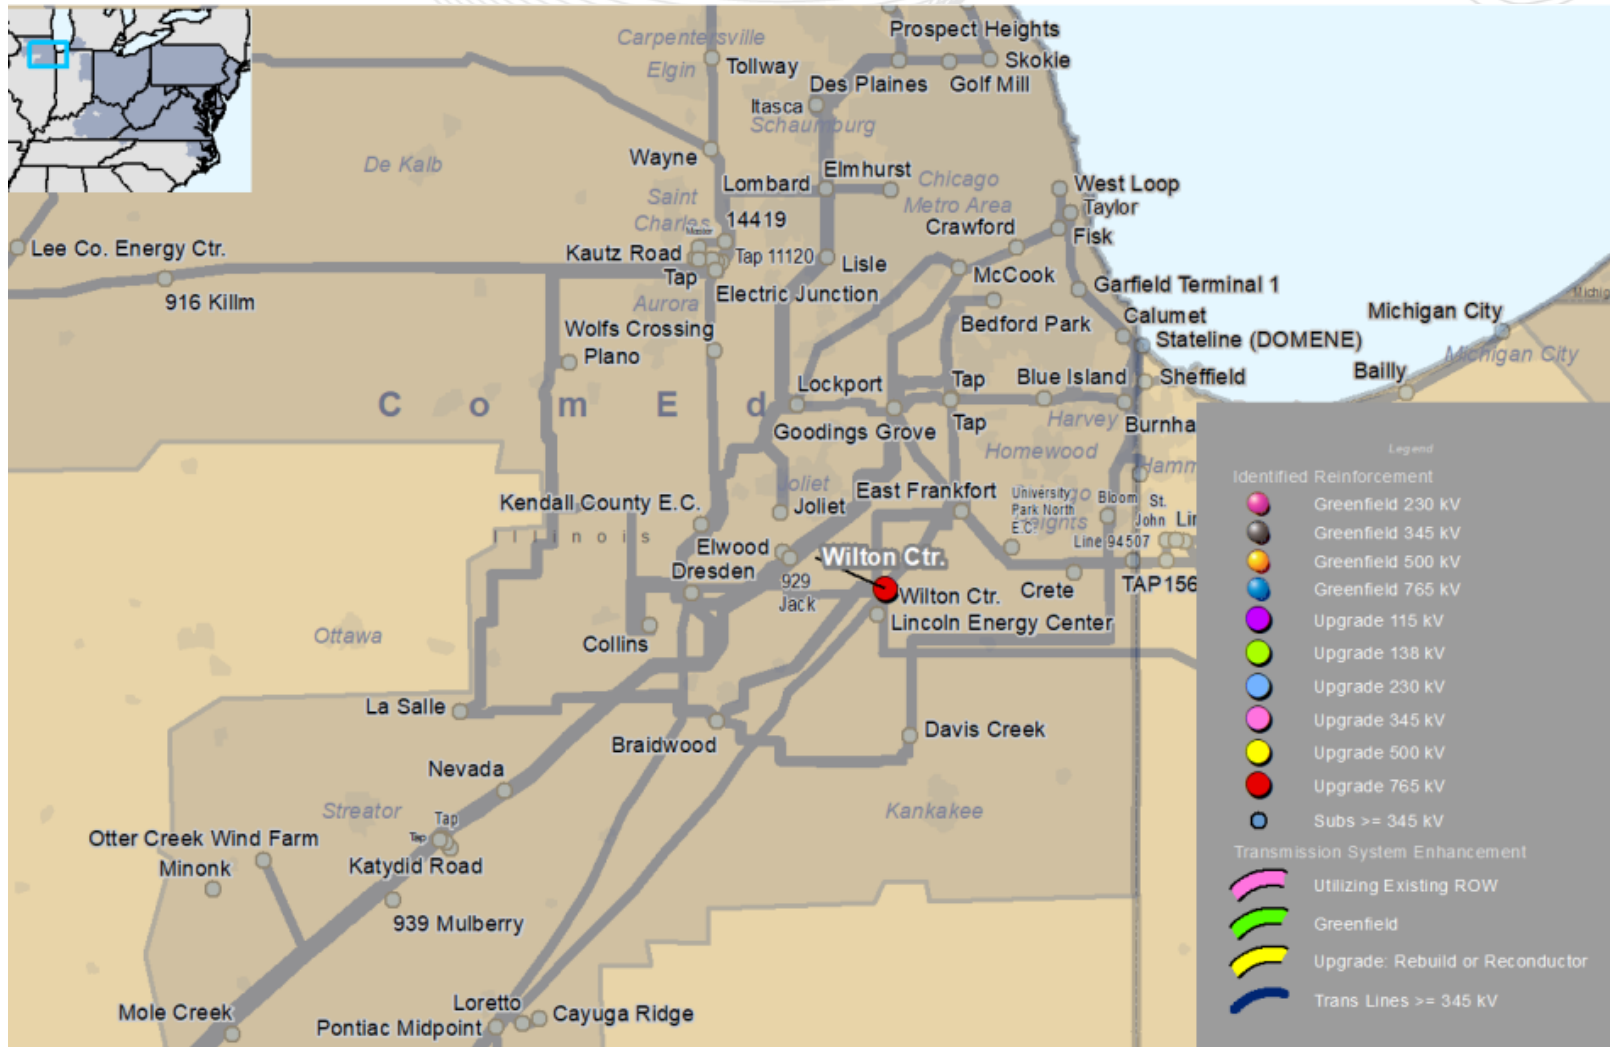 Carpentersville
Prospect Heights
Elgin
Tollway
Skokie
Des Plaines
Golf Mill
Itasca
Schaumburg
Wayne
De Kalb
Elmhurst
Lombard
Chicago
Metro Area
West Loop
Saint
Charles
14419
Taylor
Crawford
Fisk
Lee Co. Energy Ctr.
Kautz Road
Tap 11120
Lisle
Tap
McCook
916 Killm
Aurora
Electric Junction
Garfield Terminal 1
Wolfs Crossing
Plano
Bedford Park
Calumet
Stateline (DOMENE)
Michigan City
Michigan City
Bailly
Lockport
Tap
Blue Island
Sheffield
C o m E d
Goodings Grove
Tap
Harvey
Burnha
Homewood
Hamm
Joliet
Kendall County E.C.
Joliet
East Frankfort
University
Park North
E.C.
go
Heights
Bloom
St.
John
Lin
Line 94507
Illinois
Elwood
Dresden
Wilton Ctr.
929
Jack
Wilton Ctr.
Crete
TAP156
Lincoln Energy Center
Ottawa
Collins
La Salle
Braidwood
Davis Creek
Nevada
Streator
Tap
Tap
Kankakee
Otter Creek Wind Farm
Minonk
Katydid Road
939 Mulberry
Mole Creek
Loretto
Pontiac Midpoint
Cayuga Ridge
Legend
Identified Reinforcement
Greenfield 230 kV
Greenfield 345 kV
Greenfield 500 kV
Greenfield 765 kV
Upgrade 115 kV
Upgrade 138 kV
Upgrade 230 kV
Upgrade 345 kV
Upgrade 500 kV
Upgrade 765 kV
Subs >= 345 kV
Transmission System Enhancement
Utilizing Existing ROW
Greenfield
Upgrade: Rebuild or Reconductor
Trans Lines >= 345 kV